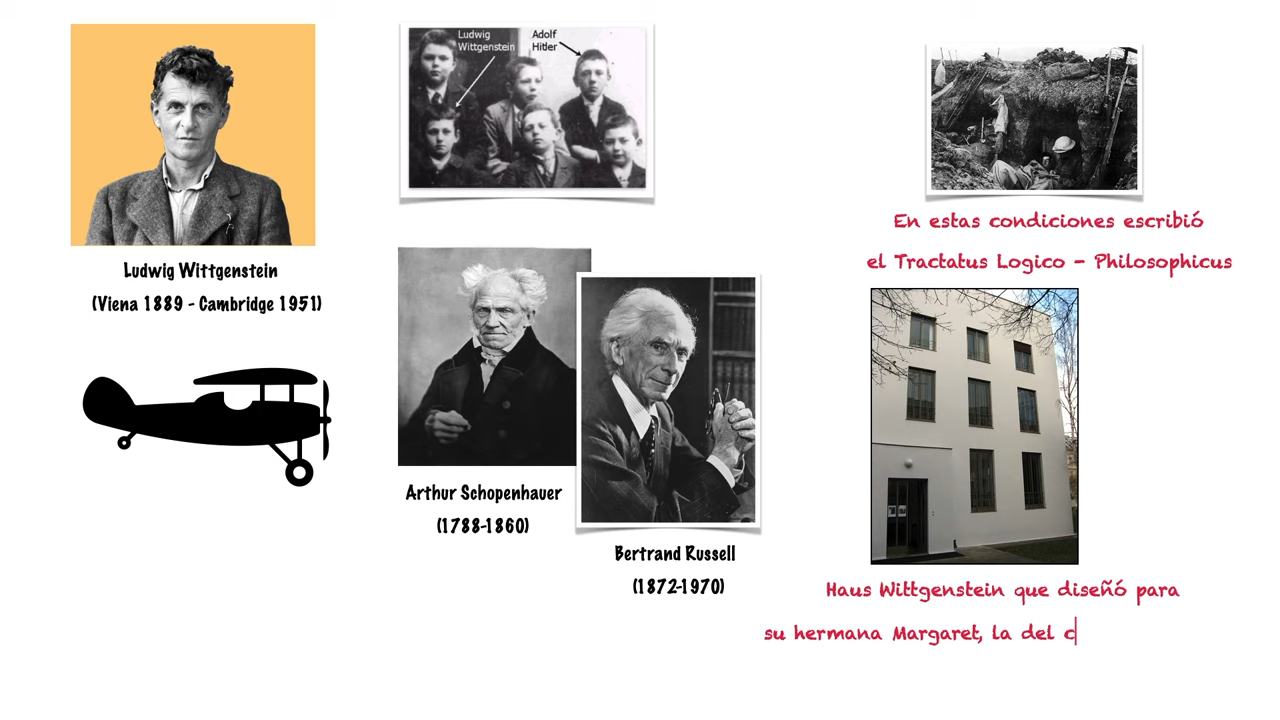 Ludwig Wittgenstein
(Viena 1889 - Cambridge 1951)
Ludwig
Wittgenstein
Adolf
Hitler
Arthur Schopenhauer
(1788-1860)
Bertrand Russell
(1872-1970)
En estas condiciones escribió
el Tractatus Logico - Philosophicus
Haus Wittgenstein que diseñó para
su hermana Margaret, la del c